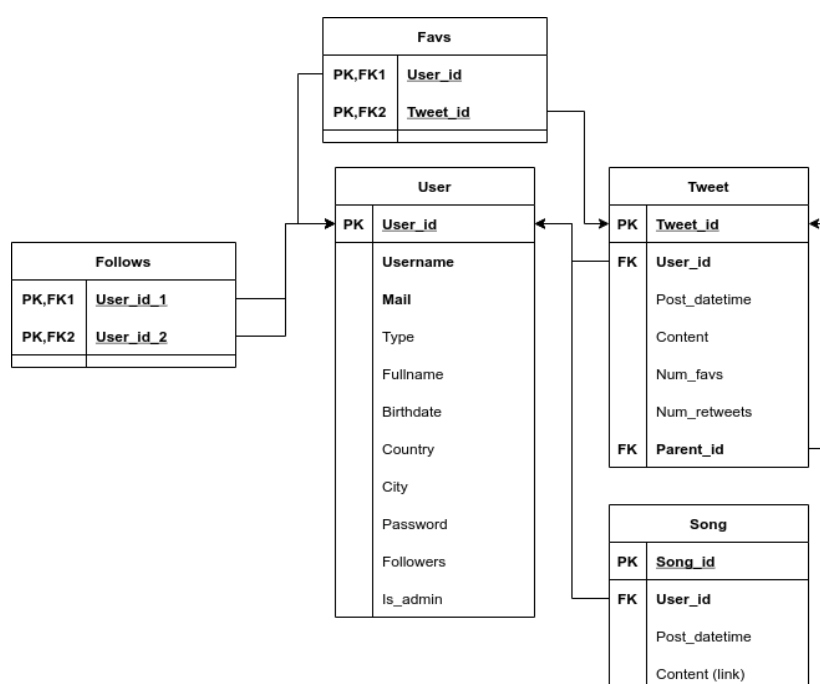 Favs
PK,FK1 User_id
PK,FK2 Tweet_id
User
PK User_id
Username
Mail
Type
Fullname
Birthdate
Country
City
Password
Followers
Is_admin
Tweet
PK Tweet_id
FK User_id
Post_datetime
Content
Num_favs
Num_retweets
FK Parent_id
Follows
PK,FK1 User_id_1
PK,FK2 User_id_2
Song
PK Song_id
FK User_id
Post_datetime
Content (link)